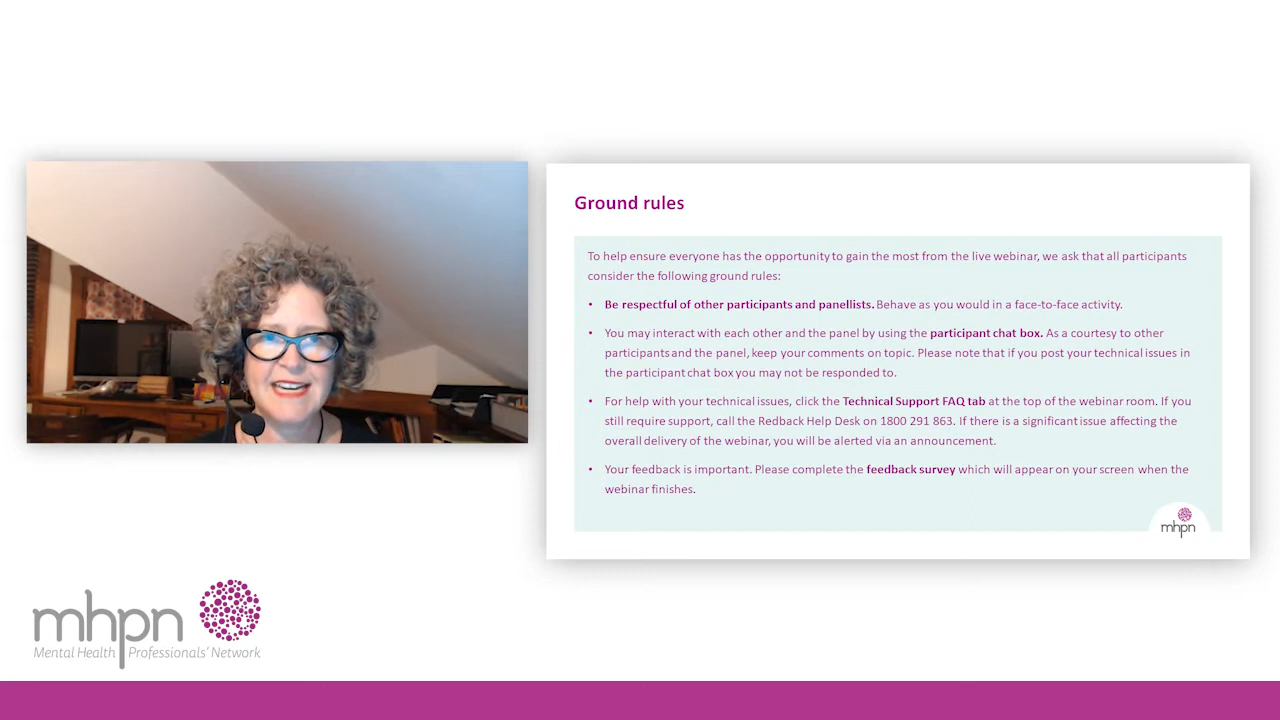 Ground rules
To help ensure everyone has the opportunity to gain the most from the live webinar, we ask that all participants
consider the following ground rules:
• Be respectful of other participants and panellists. Behave as you would in a face-to-face activity.
• You may interact with each other and the panel by using the participant chat box. As a courtesy to other
participants and the panel, keep your comments on topic. Please note that if you post your technical issues in
the participant chat box you may not be responded to.
• For help with your technical issues, click the Technical Support FAQ tab at the top of the webinar room. If you
still require support, call the Redback Help Desk on 1800 291 863. If there is a significant issue affecting the
overall delivery of the webinar, you will be alerted via an announcement.
• Your feedback is important. Please complete the feedback survey which will appear on your screen when the
webinar finishes.
mhpn
mhpn
Mental Health Professionals' Network